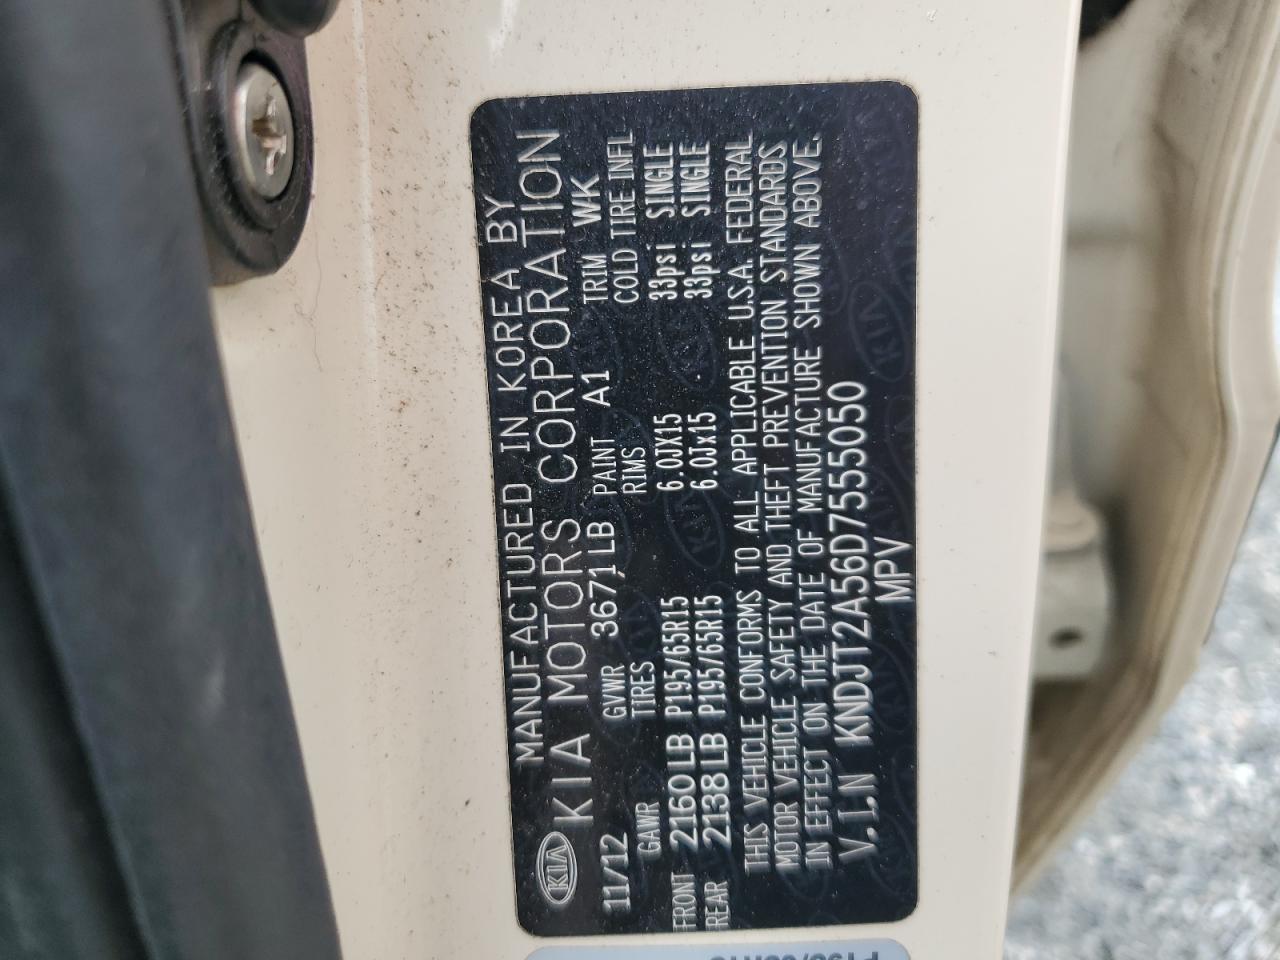 MANUFACTURED IN KOREA BY
KIA KIA MOTORS CORPORATION
11/12 GVWR 3671LB PAINT A1 TRIM WK
GAWR TIRES RIMS COLD TIRE INFL
FRONT 2160LB P195/65R15 6.0JX15 33psi SINGLE
REAR 2138LB P195/65R15 6.0Jx15 33psi SINGLE
THIS VEHICLE CONFORMS TO ALL APPLICABLE U.S.A. FEDERAL
MOTOR VEHICLE SAFETY AND THEFT PREVENTION STANDARDS
IN EFFECT ON THE DATE OF MANUFACTURE SHOWN ABOVE.
V.I.N KNDJT2A56D7555050
MPV